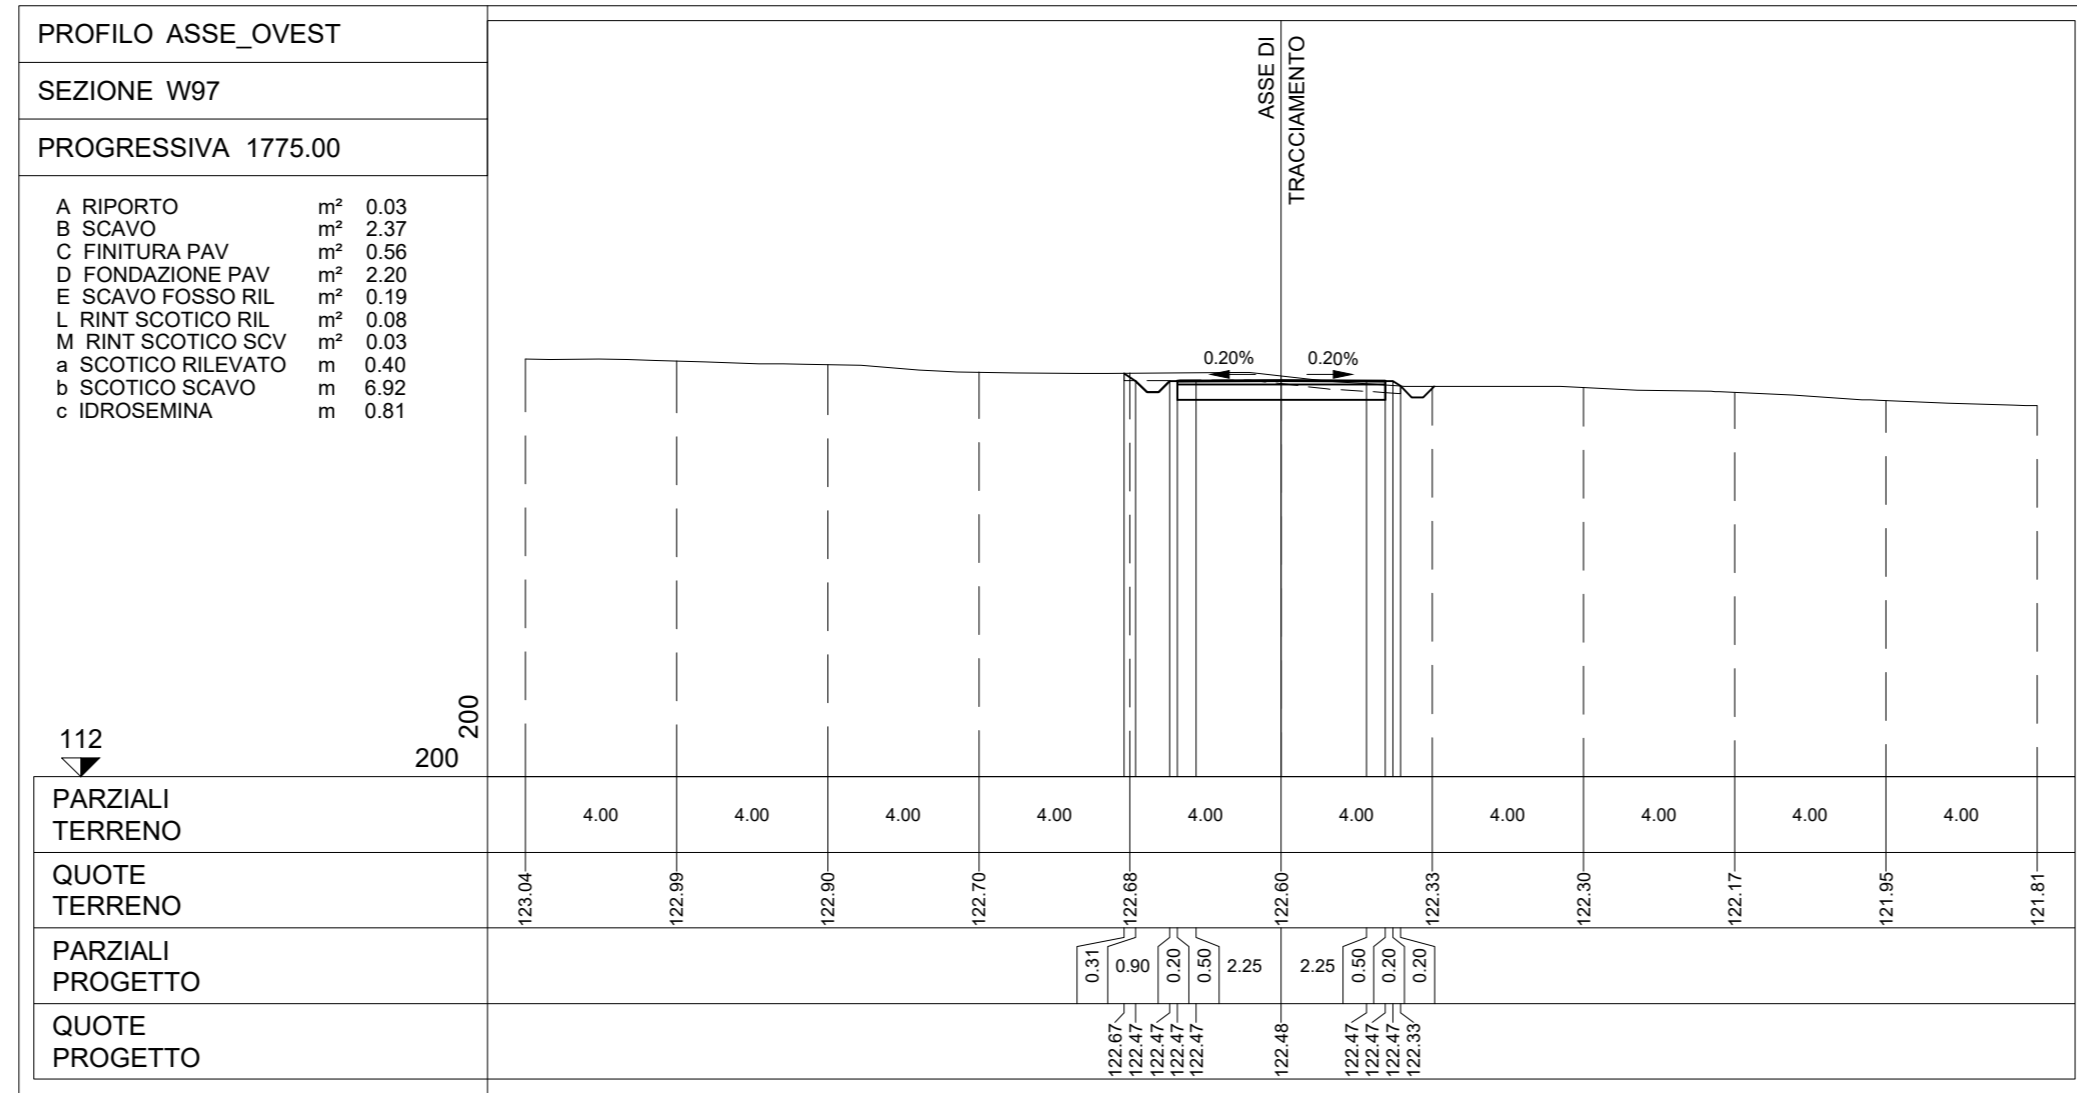 PROFILO ASSE_OVEST
SEZIONE W97
PROGRESSIVA 1775.00
A RIPORTO m² 0.03
B SCAVO m² 2.37
C FINITURA PAV m² 0.56
D FONDAZIONE PAV m² 2.20
E SCAVO FOSSO RIL m² 0.19
L RINT SCOTICO RIL m² 0.08
M RINT SCOTICO SCV m² 0.03
a SCOTICO RILEVATO m 0.40
b SCOTICO SCAVO m 6.92
c IDROSEMINA m 0.81
ASSE DI
TRACCIAMENTO
0.20% 0.20%
112
200
200
PARZIALI
TERRENO
4.00 4.00 4.00 4.00 4.00 4.00 4.00 4.00 4.00 4.00
QUOTE
TERRENO
123.04 122.99 122.90 122.70 122.68 122.60 122.33 122.30 122.17 121.95 121.81
PARZIALI
PROGETTO
0.31 0.90 0.20 0.50 2.25 2.25 0.50 0.20 0.20
QUOTE
PROGETTO
122.67 122.47 122.47 122.47 122.47 122.48 122.47 122.47 122.47 122.33